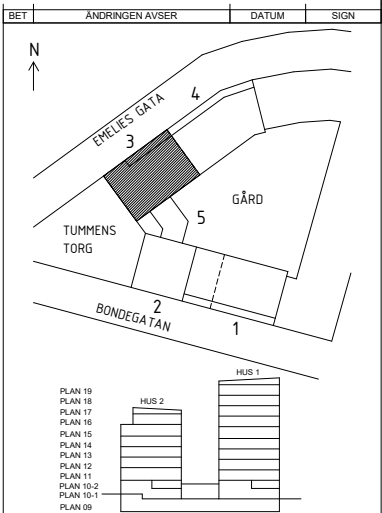 BET ÄNDRINGEN AVSER DATUM SIGN
N
EMELIES GATA
4
3
GÅRD
5
TUMMENS
TORG
BONDEGATAN
2
1
HUS 1
HUS 2
PLAN 19
PLAN 18
PLAN 17
PLAN 16
PLAN 15
PLAN 14
PLAN 13
PLAN 12
PLAN 11
PLAN 10-2
PLAN 10-1
PLAN 09